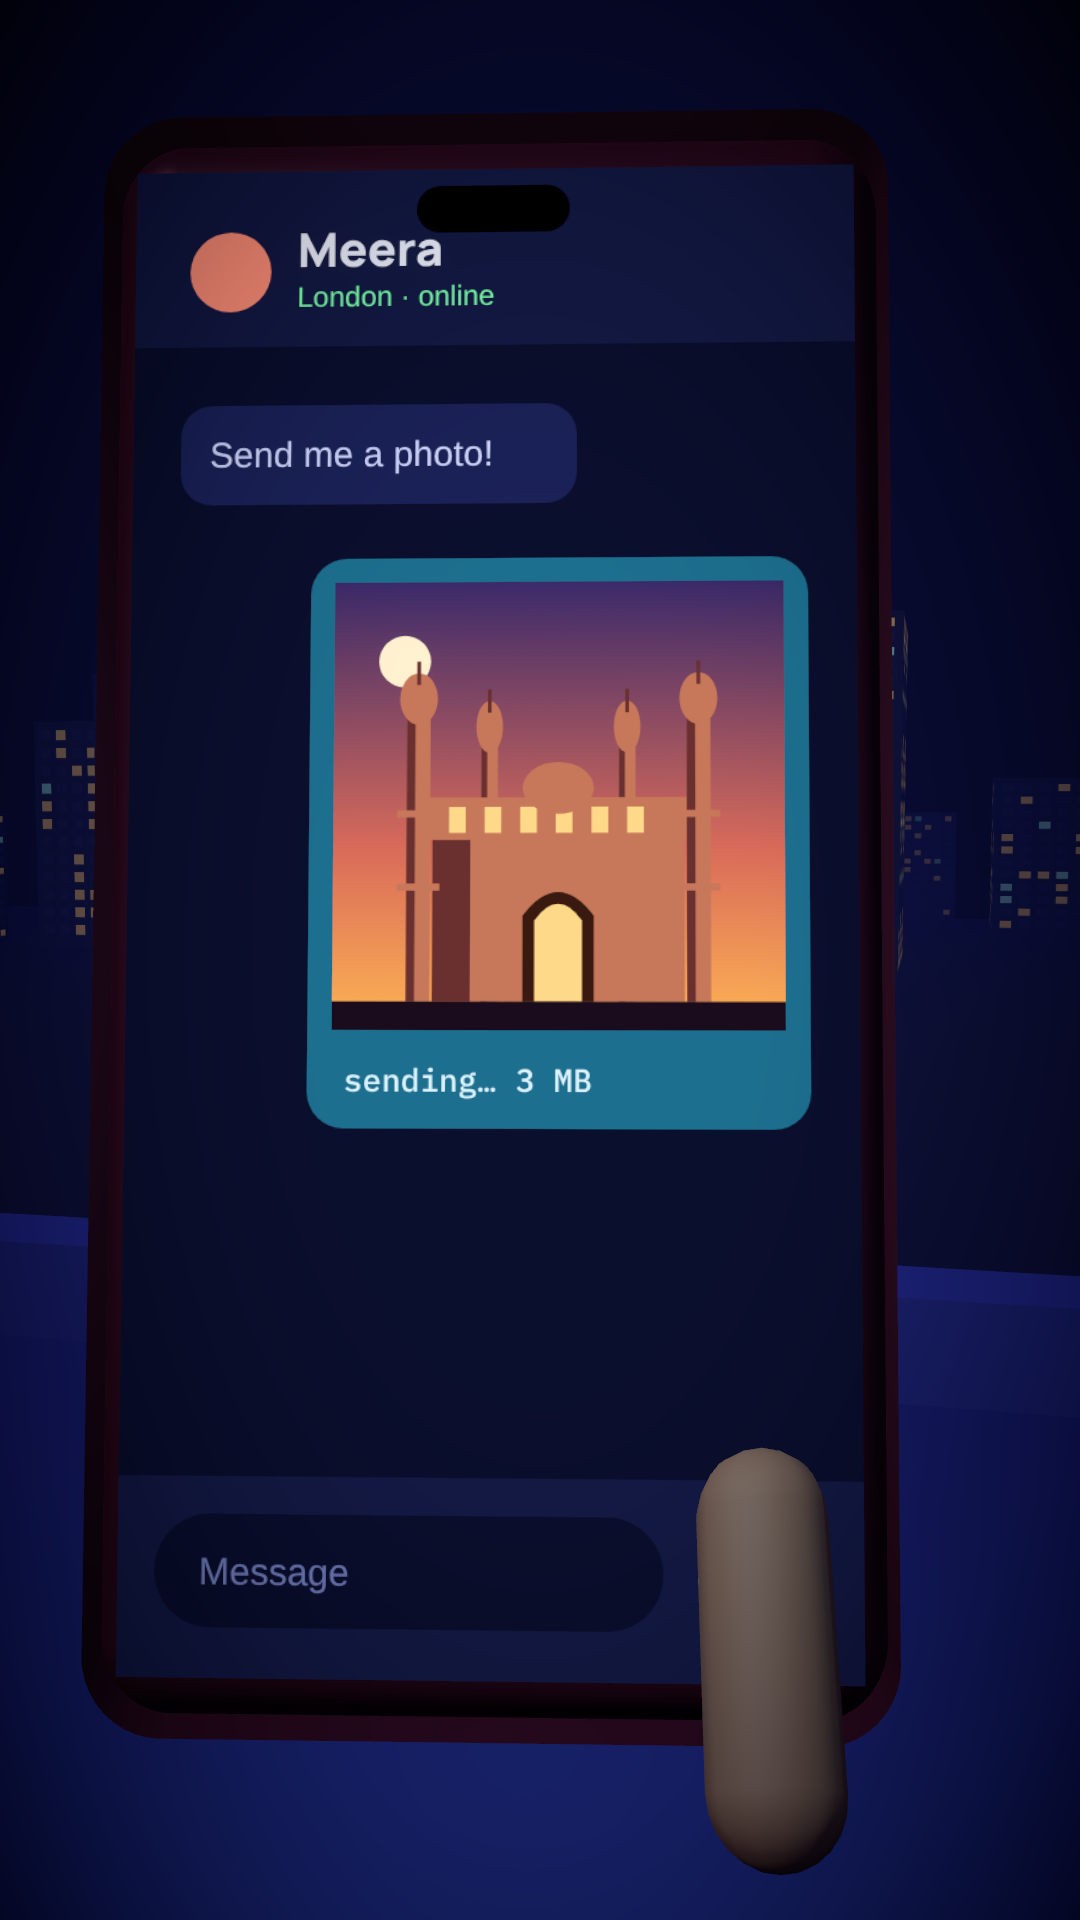 Meera
London · online
Send me a photo!
sending… 3 MB
Message